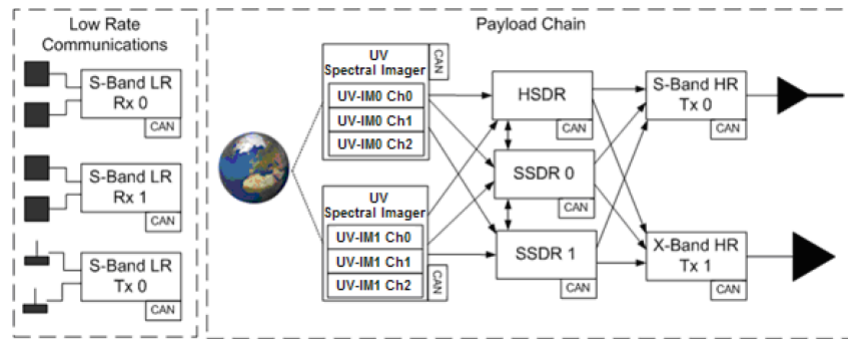 Low Rate
Communications
S-Band LR
Rx 0
CAN
S-Band LR
Rx 1
CAN
S-Band LR
Tx 0
CAN
Payload Chain
UV
Spectral Imager
CAN
UV-IM0 Ch0
UV-IM0 Ch1
UV-IM0 Ch2
UV
Spectral Imager
UV-IM1 Ch0
UV-IM1 Ch1
UV-IM1 Ch2
CAN
HSDR
CAN
SSDR 0
CAN
SSDR 1
CAN
S-Band HR
Tx 0
CAN
X-Band HR
Tx 1
CAN